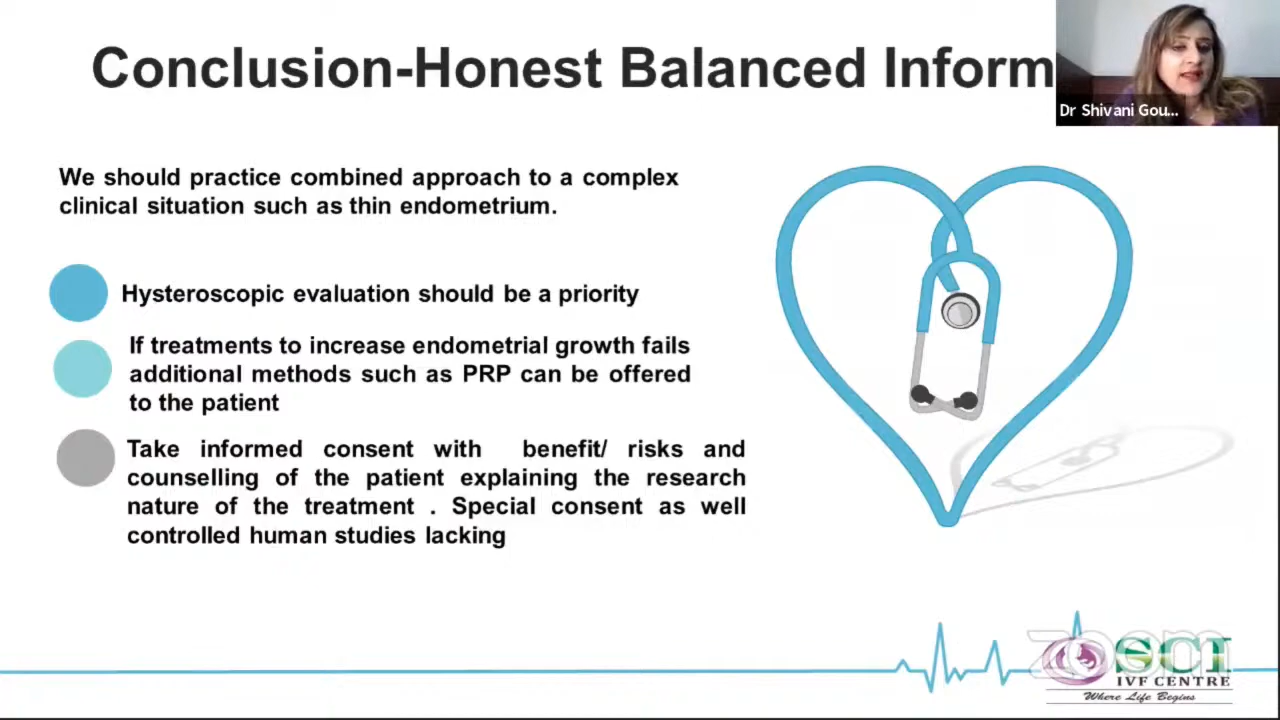 Conclusion-Honest Balanced Inform
Dr Shivani Gou...
We should practice combined approach to a complex
clinical situation such as thin endometrium.
Hysteroscopic evaluation should be a priority
If treatments to increase endometrial growth fails
additional methods such as PRP can be offered
to the patient
Take informed consent with benefit/ risks and
counselling of the patient explaining the research
nature of the treatment . Special consent as well
controlled human studies lacking
zoom
SCI
IVF CENTRE
Where Life Begins